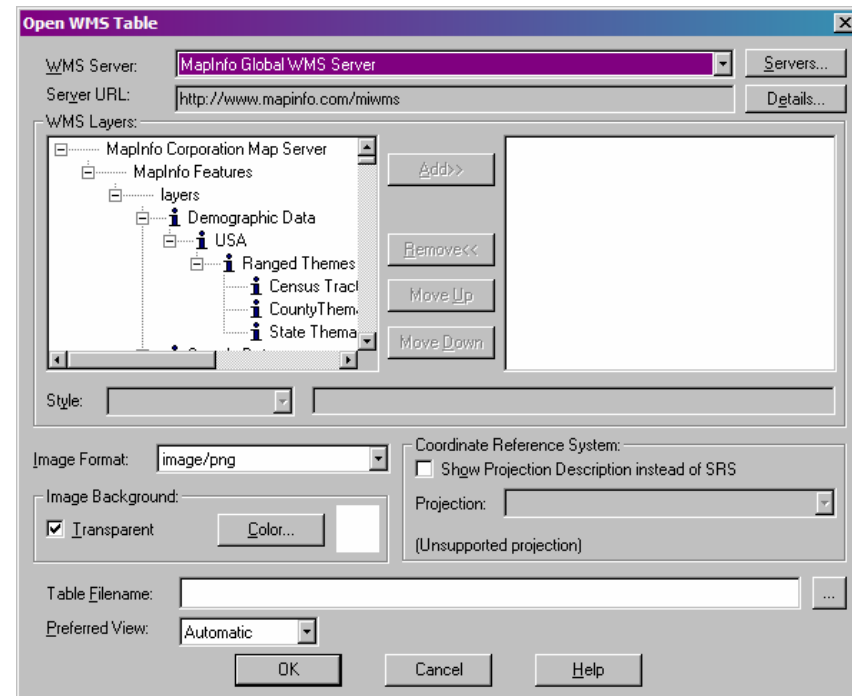 Open WMS Table
WMS Server: MapInfo Global WMS Server Servers...
Server URL: http://www.mapinfo.com/miwms Details...
WMS Layers:
MapInfo Corporation Map Server
MapInfo Features
layers
Demographic Data
USA
Ranged Themes
Census Tract
CountyThem
State Thema
Add>>
Remove<<
Move Up
Move Down
Style:
Image Format: image/png
Image Background:
Transparent Color...
Coordinate Reference System:
Show Projection Description instead of SRS
Projection:
(Unsupported projection)
Table Filename: ...
Preferred View: Automatic
OK Cancel Help